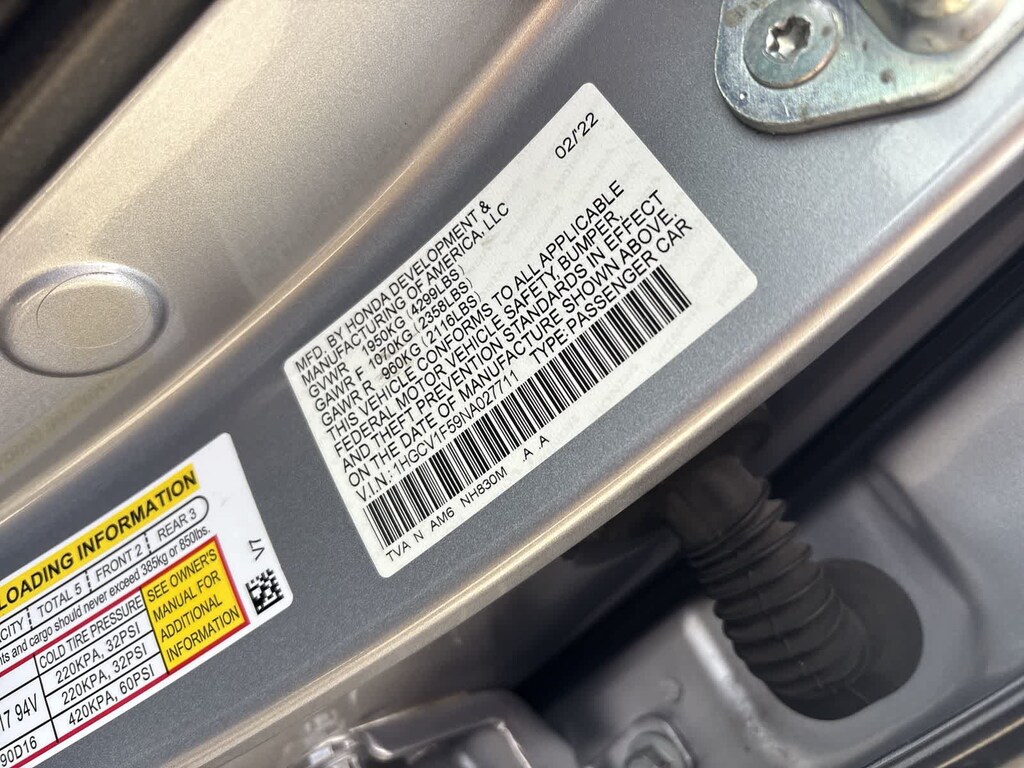 02/'22
MFD. BY HONDA DEVELOPMENT &
MANUFACTURING OF AMERICA, LLC
GVWR 1950KG (4299LBS)
GAWR F 1070KG (2358LBS)
GAWR R 960KG (2116LBS)
THIS VEHICLE CONFORMS TO ALL APPLICABLE
FEDERAL MOTOR VEHICLE SAFETY, BUMPER,
AND THEFT PREVENTION STANDARDS IN EFFECT
ON THE DATE OF MANUFACTURE SHOWN ABOVE.
V.I.N.: 1HGCV1F59NA027711 TYPE: PASSENGER CAR
TVA N AM6 NH830M A A
LOADING INFORMATION
TOTAL 5 FRONT 2 REAR 3
and cargo should never exceed 385kg or 850lbs.
COLD TIRE PRESSURE
17 94V 220KPA, 32PSI
220KPA, 32PSI
90D16 420KPA, 60PSI
SEE OWNER'S
MANUAL FOR
ADDITIONAL
INFORMATION
V7